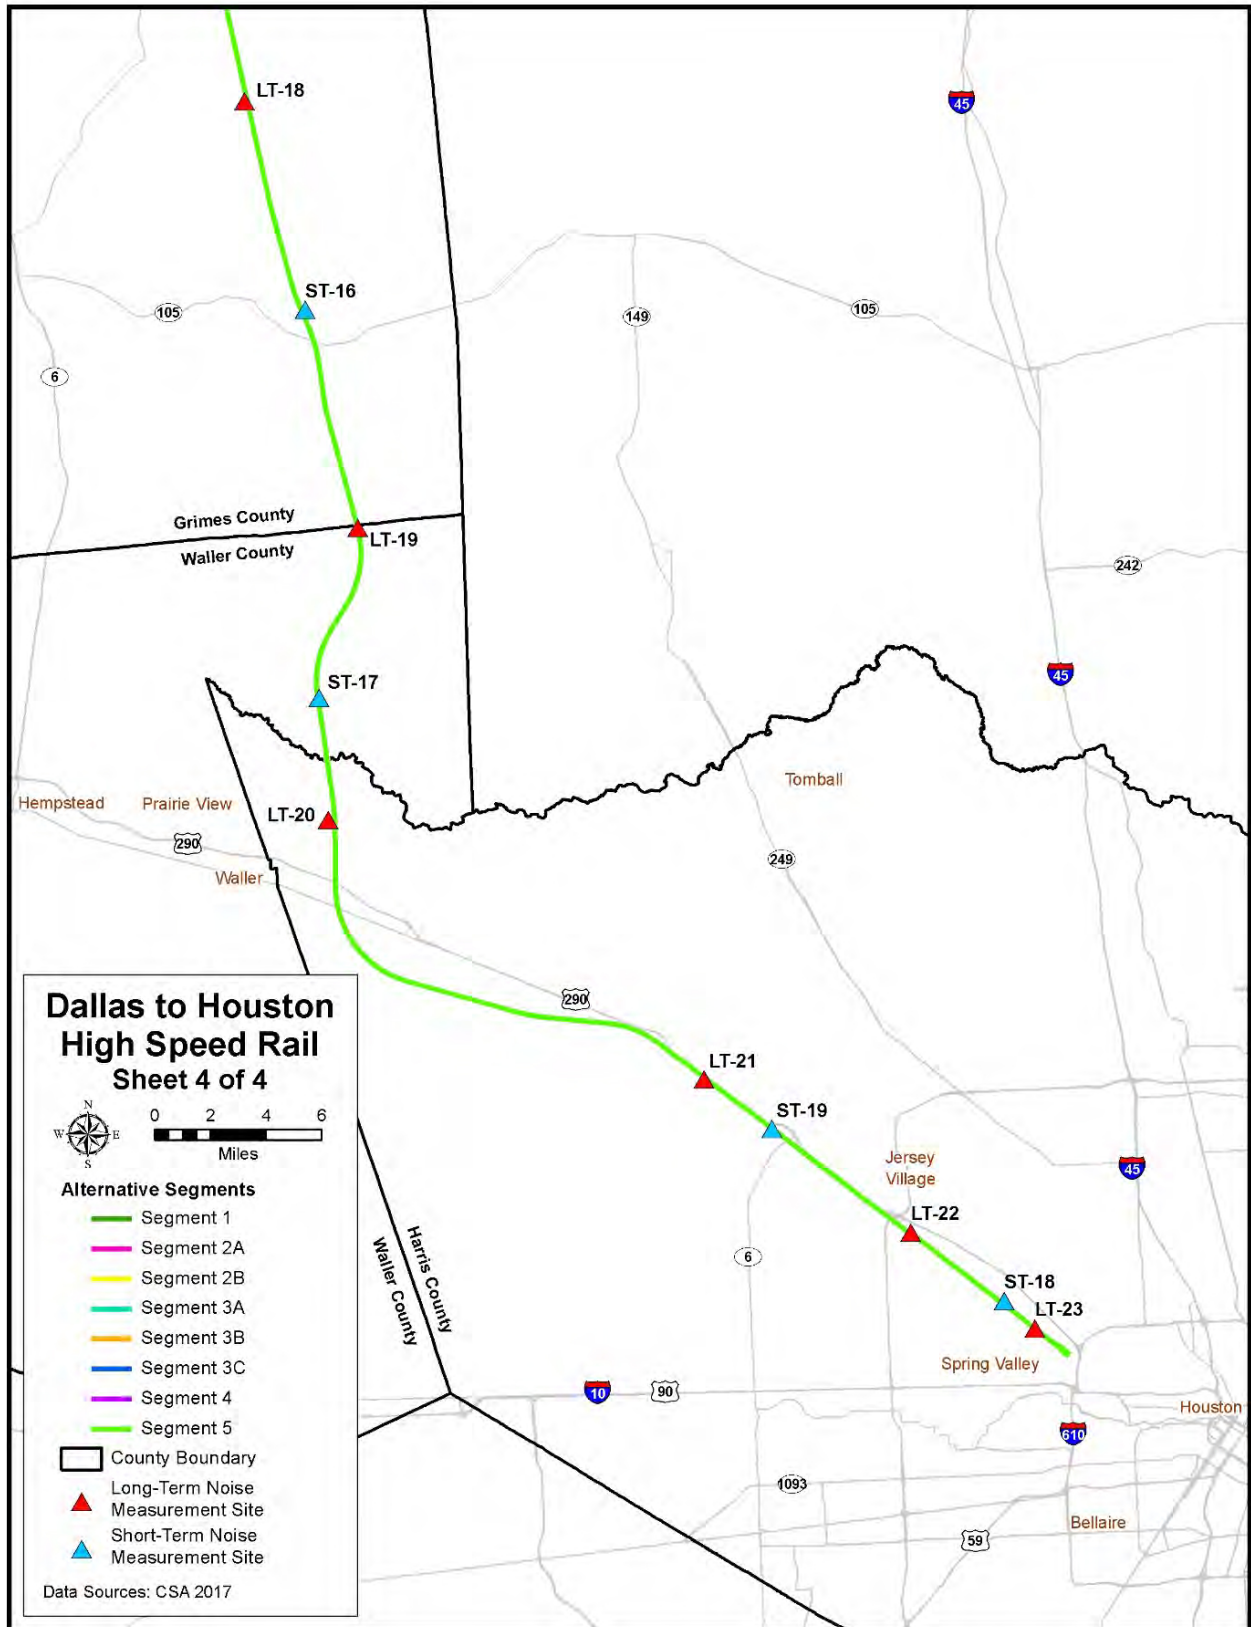 LT-18
45
ST-16
105
149
105
6
Grimes County
Waller County
LT-19
242
ST-17
45
Tomball
Hempstead
Prairie View
LT-20
290
249
Waller
Dallas to Houston
High Speed Rail
Sheet 4 of 4
N
W
E
S
0 2 4 6
Miles
Alternative Segments
Segment 1
Segment 2A
Segment 2B
Segment 3A
Segment 3B
Segment 3C
Segment 4
Segment 5
County Boundary
Long-Term Noise
Measurement Site
Short-Term Noise
Measurement Site
Data Sources: CSA 2017
290
LT-21
ST-19
Jersey
Village
45
LT-22
Harris County
Waller County
6
ST-18
LT-23
Spring Valley
10
90
Houston
610
1093
Bellaire
59